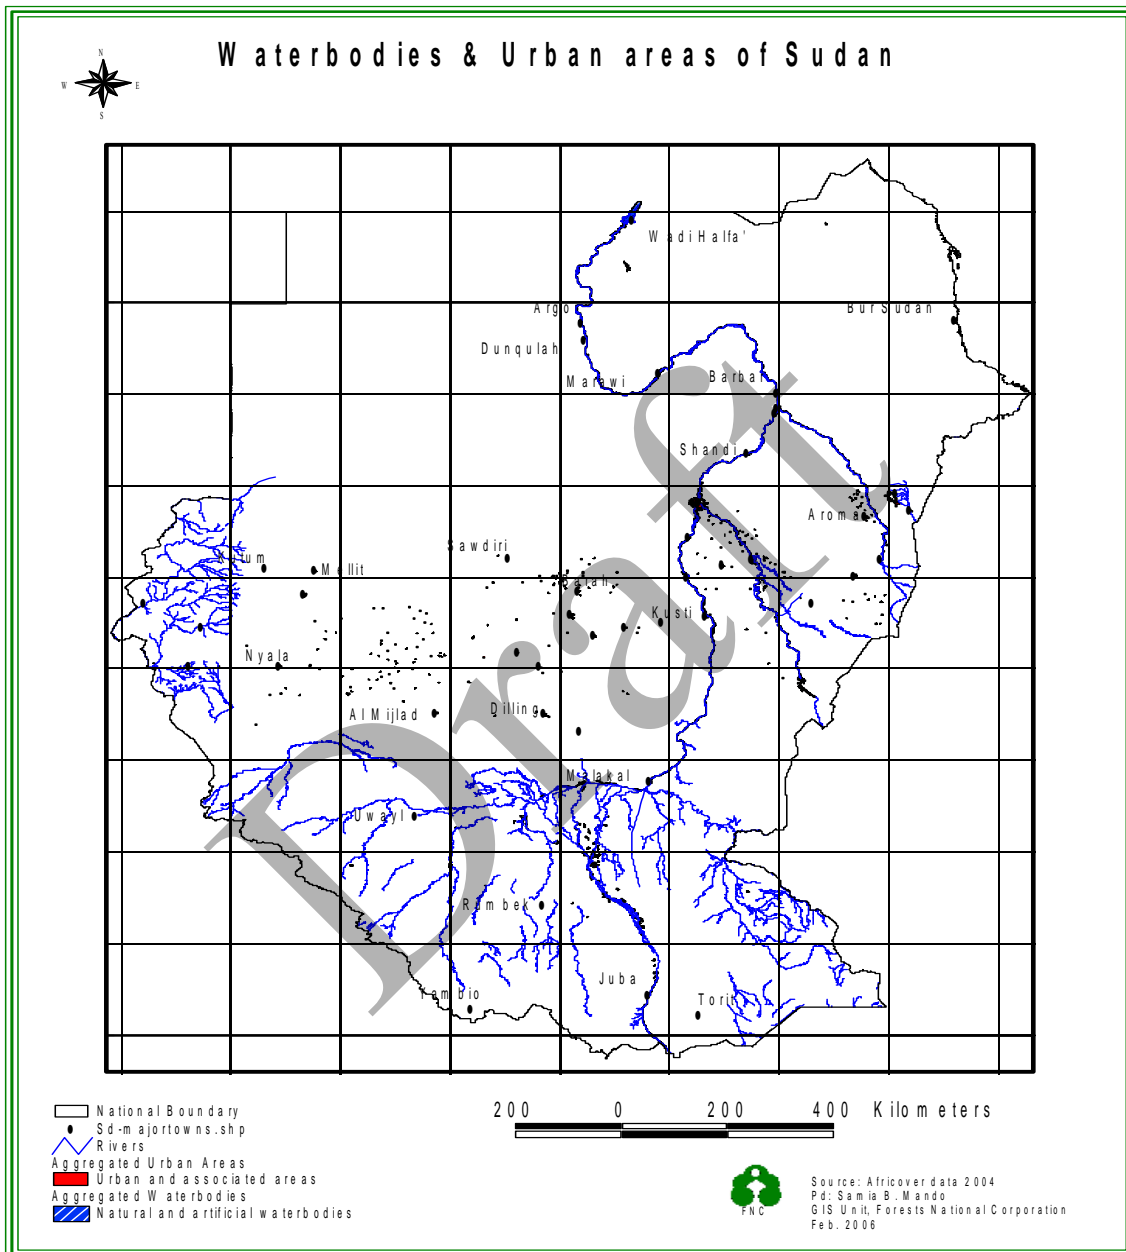 Waterbodies & Urban areas of Sudan
N
W E
S
Wadi Halfa'
Argo
Bur Sudan
Dunqulah
Marawi
Barbar
Shandi
Aroma
Sawdiri
Mellit
Barah
Kusti
Nyala
Al Mijlad
Dilling
Malakal
Uwayl
Rumbek
Juba
Yambio
Torit
Draft
National Boundary
Sd-majortowns.shp
Rivers
Aggregated Urban Areas
Urban and associated areas
Aggregated Waterbodies
Natural and artificial waterbodies
200 0 200 400 Kilometers
FNC
Source: Africover data 2004
Pd: Samia B. Mando
GIS Unit, Forests National Corporation
Feb. 2006